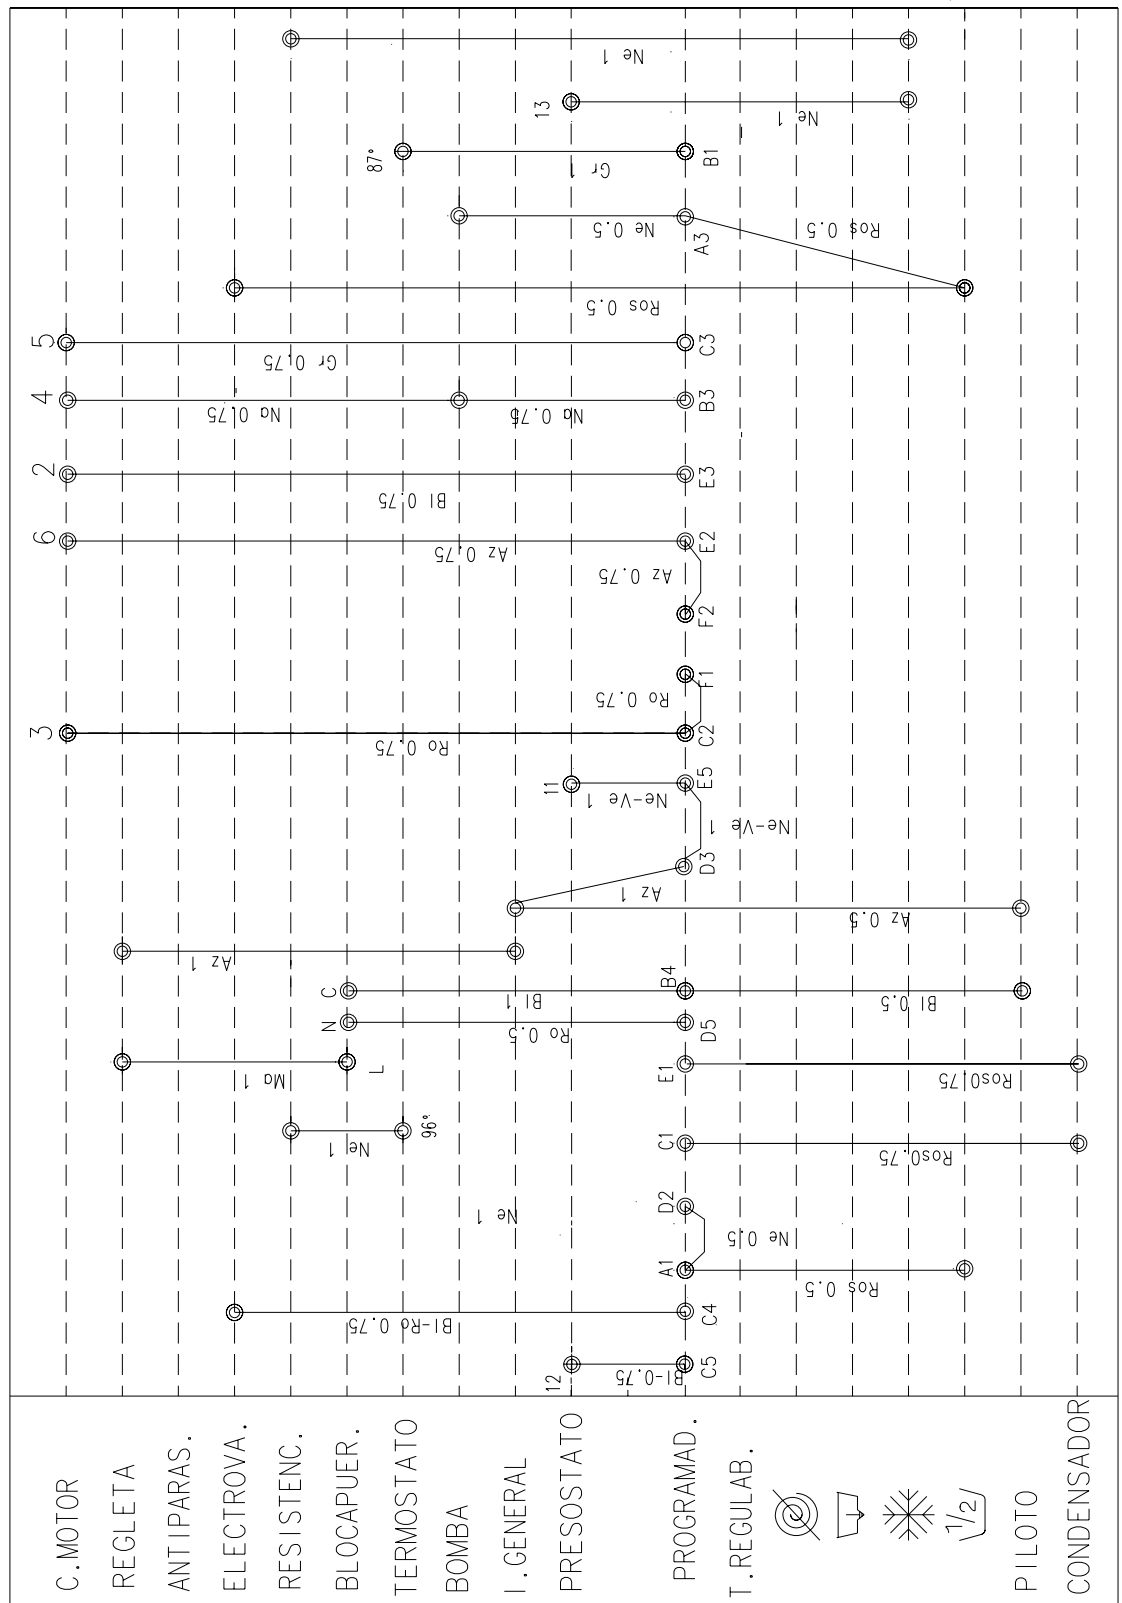 C.MOTOR
REGLETA
ANTIPARAS.
ELECTROVA.
RESISTENC.
BLOCAPUER.
TERMOSTATO
BOMBA
I.GENERAL
PRESOSTATO
PROGRAMAD.
T.REGULAB.
1/2
PILOTO
CONDENSADOR
12
Bl-0.75
C5
Bl-Ro 0.75
C4
A1
Ros 0.5
Ne 0.5
D2
Ne 1
C1
Ros0.75
Ne 1
96°
E1
Ros0.75
Ma 1
L
N
Ro 0.5
D5
C
Bl 1
B4
Bl 0.5
Az 1
Az 0.5
Az 1
D3
Ne-Ve 1
11
Ne-Ve 1
E5
3
Ro 0.75
C2
Ro 0.75
F1
F2
Az 0.75
6
Az 0.75
E2
2
Bl 0.75
E3
4
Na 0.75
Na 0.75
B3
5
Gr 0.75
C3
Ros 0.5
Ros 0.5
Ne 0.5
A3
87°
Gr 1
B1
13
Ne 1
Ne 1